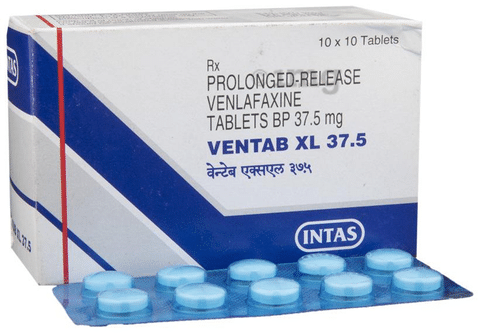 10 x 10 Tablets
Rx
PROLONGED-RELEASE
VENLAFAXINE
TABLETS BP 37.5 mg
VENTAB XL 37.5
वेन्टेब एक्सएल ३७.५
INTAS
INTAS
XL 37.5